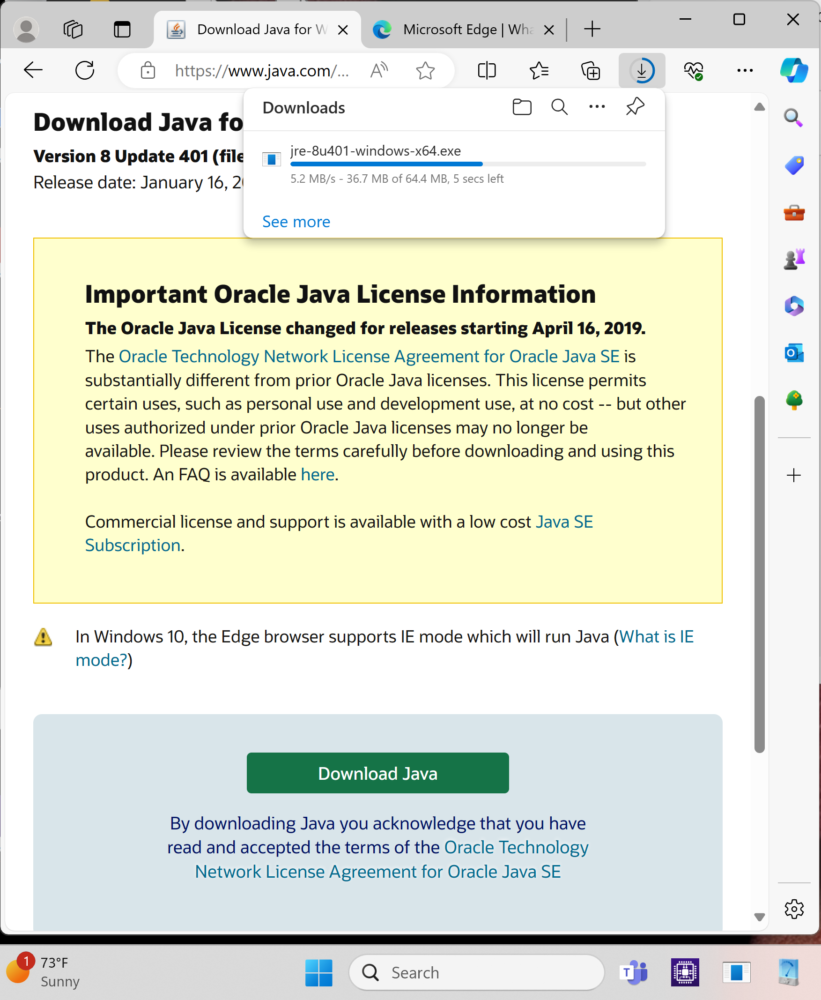 Download Java for W
Microsoft Edge | Wha
https://www.java.com/...
Downloads
jre-8u401-windows-x64.exe
5.2 MB/s - 36.7 MB of 64.4 MB, 5 secs left
See more
Download Java fo
Version 8 Update 401 (file
Release date: January 16, 20
Important Oracle Java License Information
The Oracle Java License changed for releases starting April 16, 2019.
The Oracle Technology Network License Agreement for Oracle Java SE is
substantially different from prior Oracle Java licenses. This license permits
certain uses, such as personal use and development use, at no cost -- but other
uses authorized under prior Oracle Java licenses may no longer be
available. Please review the terms carefully before downloading and using this
product. An FAQ is available here.
Commercial license and support is available with a low cost Java SE
Subscription.
In Windows 10, the Edge browser supports IE mode which will run Java (What is IE
mode?)
Download Java
By downloading Java you acknowledge that you have
read and accepted the terms of the Oracle Technology
Network License Agreement for Oracle Java SE
1
73°F
Sunny
Search
T